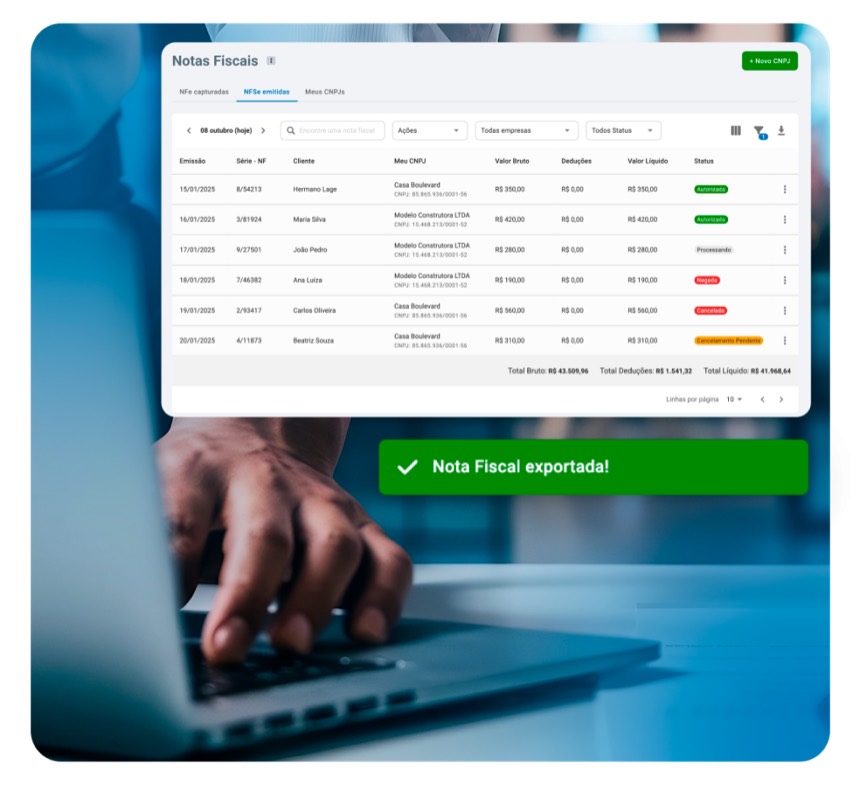 Notas Fiscais
+ Novo CNPJ
NFe capturadas NFSe emitidas Meus CNPJs
08 outubro (hoje) Encontre uma nota fiscal Ações Todas empresas Todos Status 1
Emissão Série - NF Cliente Meu CNPJ Valor Bruto Deduções Valor Líquido Status
15/01/2025 8/54213 Hermano Lage Casa Boulevard R$ 350,00 R$ 0,00 R$ 350,00 Autorizada
CNPJ: 85.865.936/0001-56
16/01/2025 3/81924 Maria Silva Modelo Construtora LTDA R$ 420,00 R$ 0,00 R$ 420,00 Autorizada
CNPJ: 15.468.213/0001-52
17/01/2025 9/27501 João Pedro Modelo Construtora LTDA R$ 280,00 R$ 0,00 R$ 280,00 Processando
CNPJ: 15.468.213/0001-52
18/01/2025 7/46382 Ana Luiza Modelo Construtora LTDA R$ 190,00 R$ 0,00 R$ 190,00 Negado
CNPJ: 15.468.213/0001-52
19/01/2025 2/93417 Carlos Oliveira Casa Boulevard R$ 560,00 R$ 0,00 R$ 560,00 Cancelado
CNPJ: 85.865.936/0001-56
20/01/2025 4/11873 Beatriz Souza Casa Boulevard R$ 310,00 R$ 0,00 R$ 310,00 Cancelamento Pendente
CNPJ: 85.865.936/0001-56
Total Bruto: R$ 43.509,96 Total Deduções: R$ 1.541,32 Total Líquido: R$ 41.968,64
Linhas por página 10
Nota Fiscal exportada!